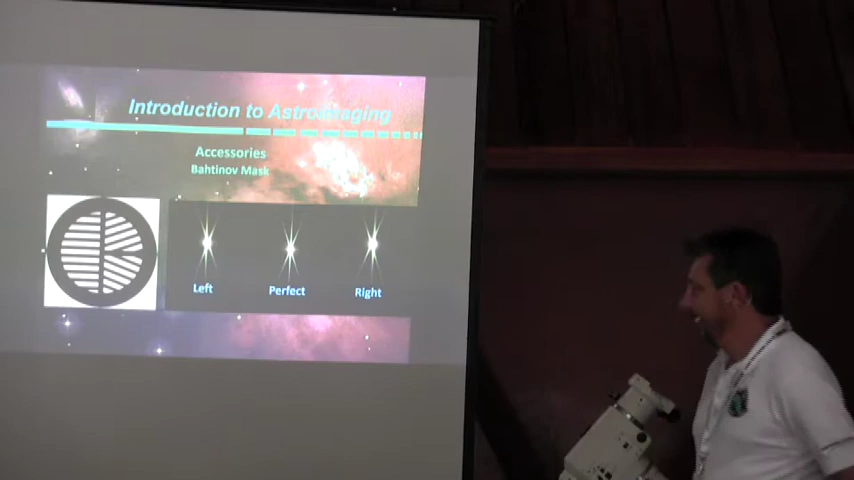 Introduction to Astroimaging
Accessories
Bahtinov Mask
Left
Perfect
Right